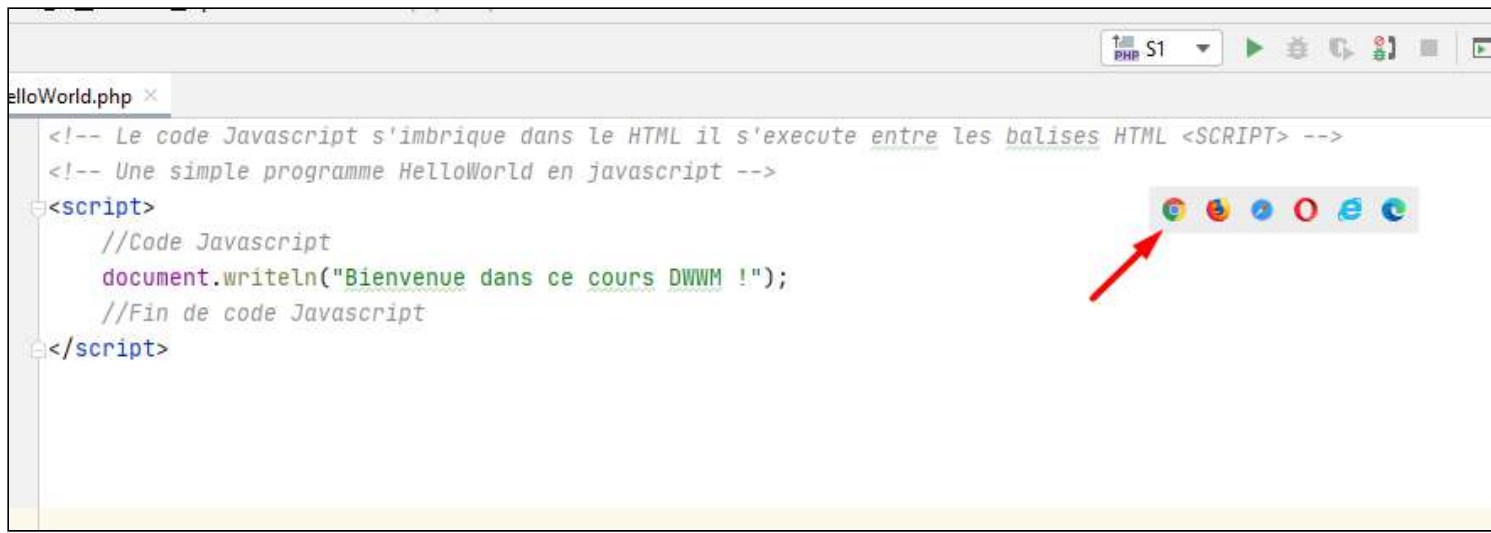 PHP S1
elloWorld.php
<!-- Le code Javascript s'imbrique dans le HTML il s'execute entre les balises HTML <SCRIPT> -->
<!-- Une simple programme HelloWorld en javascript -->
<script>
//Code Javascript
document.writeln("Bienvenue dans ce cours DWWM !");
//Fin de code Javascript
</script>